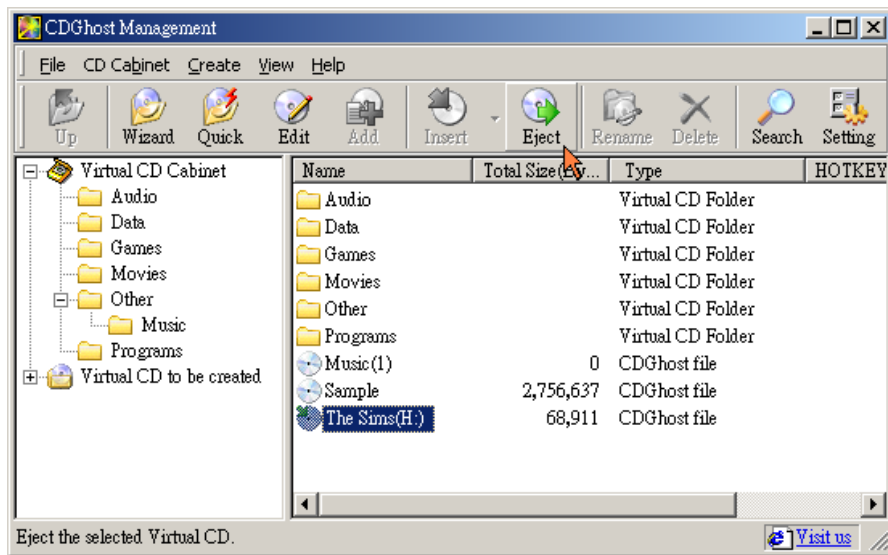 CDGhost Management
File CD Cabinet Create View Help
Up Wizard Quick Edit Add Insert Eject Rename Delete Search Setting
Virtual CD Cabinet
Audio
Data
Games
Movies
Other
Music
Programs
Virtual CD to be created
Name Total Size(By... Type HOTKEY
Audio Virtual CD Folder
Data Virtual CD Folder
Games Virtual CD Folder
Movies Virtual CD Folder
Other Virtual CD Folder
Programs Virtual CD Folder
Music(1) 0 CDGhost file
Sample 2,756,637 CDGhost file
The Sims(H:) 68,911 CDGhost file
Eject the selected Virtual CD.
Visit us